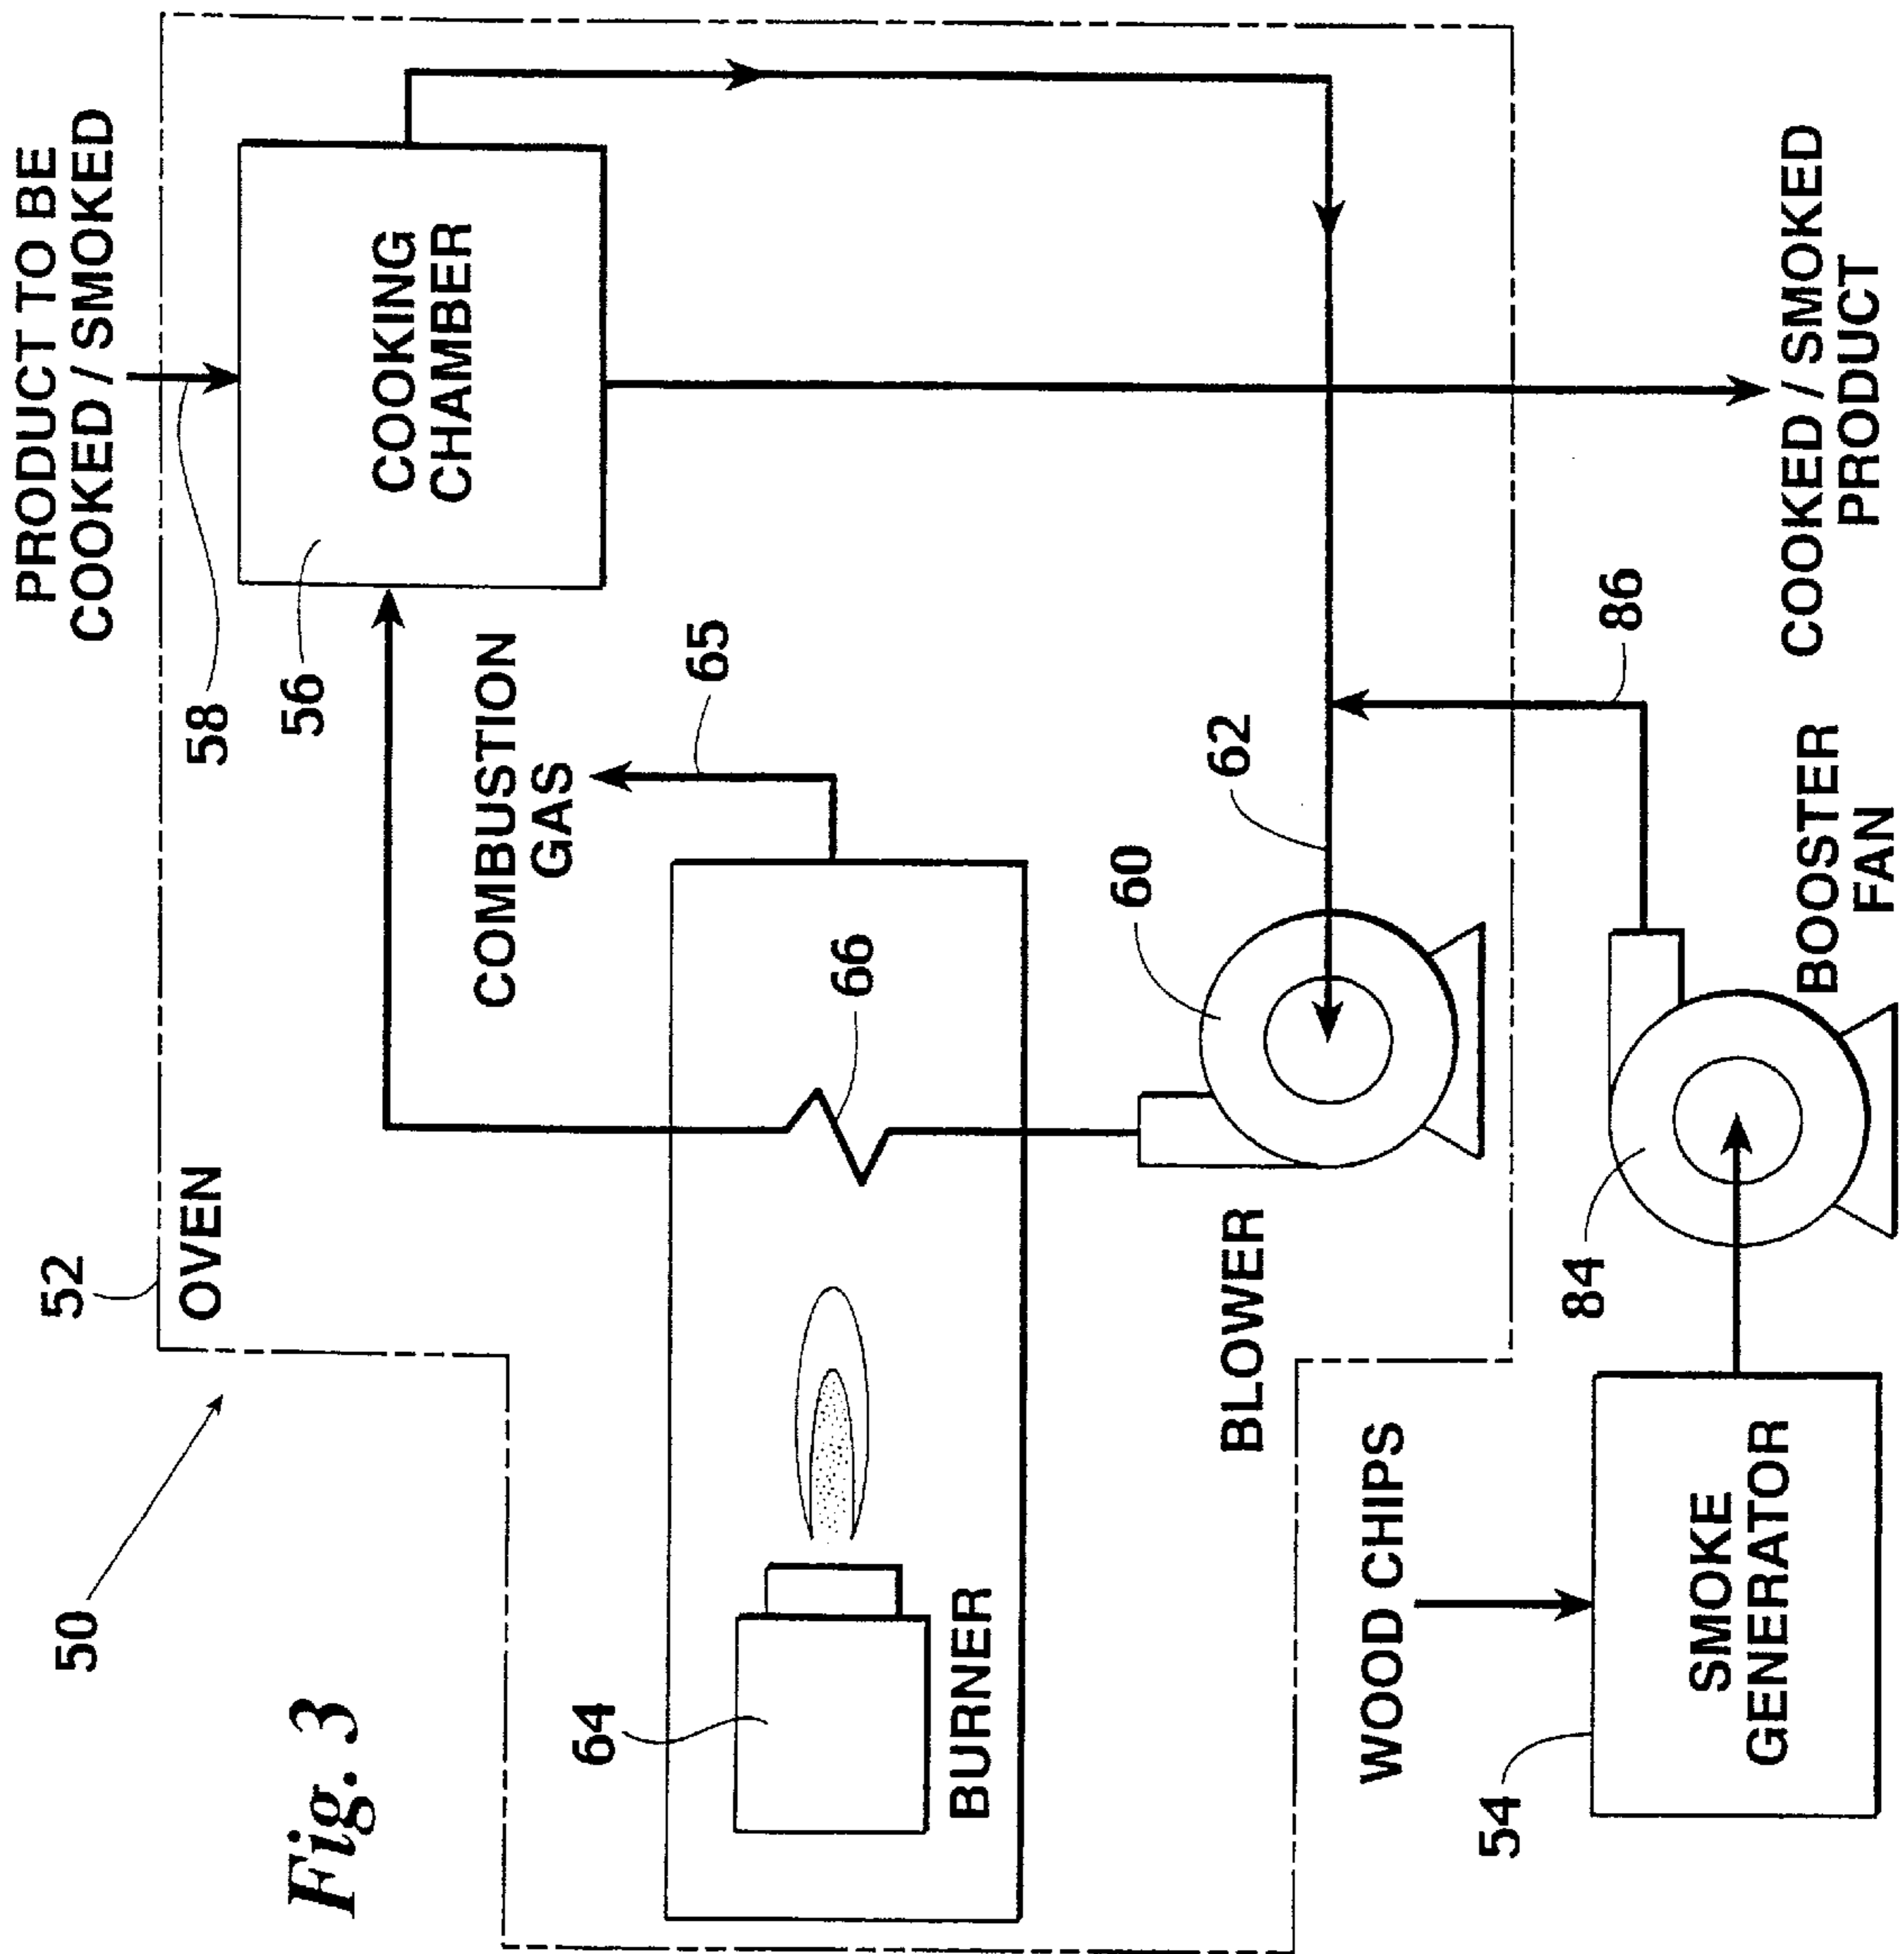 Fig. 3
50
52
OVEN
PRODUCT TO BE
COOKED / SMOKED
58
56
COOKING
CHAMBER
COMBUSTION
GAS
65
64
66
BURNER
60
62
BLOWER
WOOD CHIPS
54
SMOKE
GENERATOR
84
BOOSTER
FAN
86
COOKED / SMOKED
PRODUCT